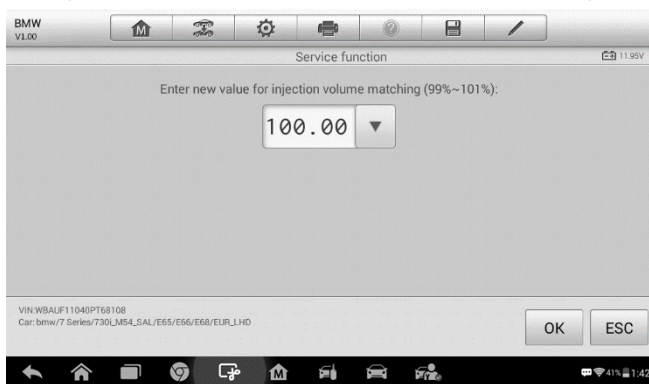 BMW
V1.00
M
Service function
11.95V
Enter new value for injection volume matching (99%~101%):
100.00
VIN:WBAUF11040PT68108
Car: bmw/7 Series/730i_M54_SAL/E65/E66/E68/EUR_LHD
OK
ESC
M
41%
1:42